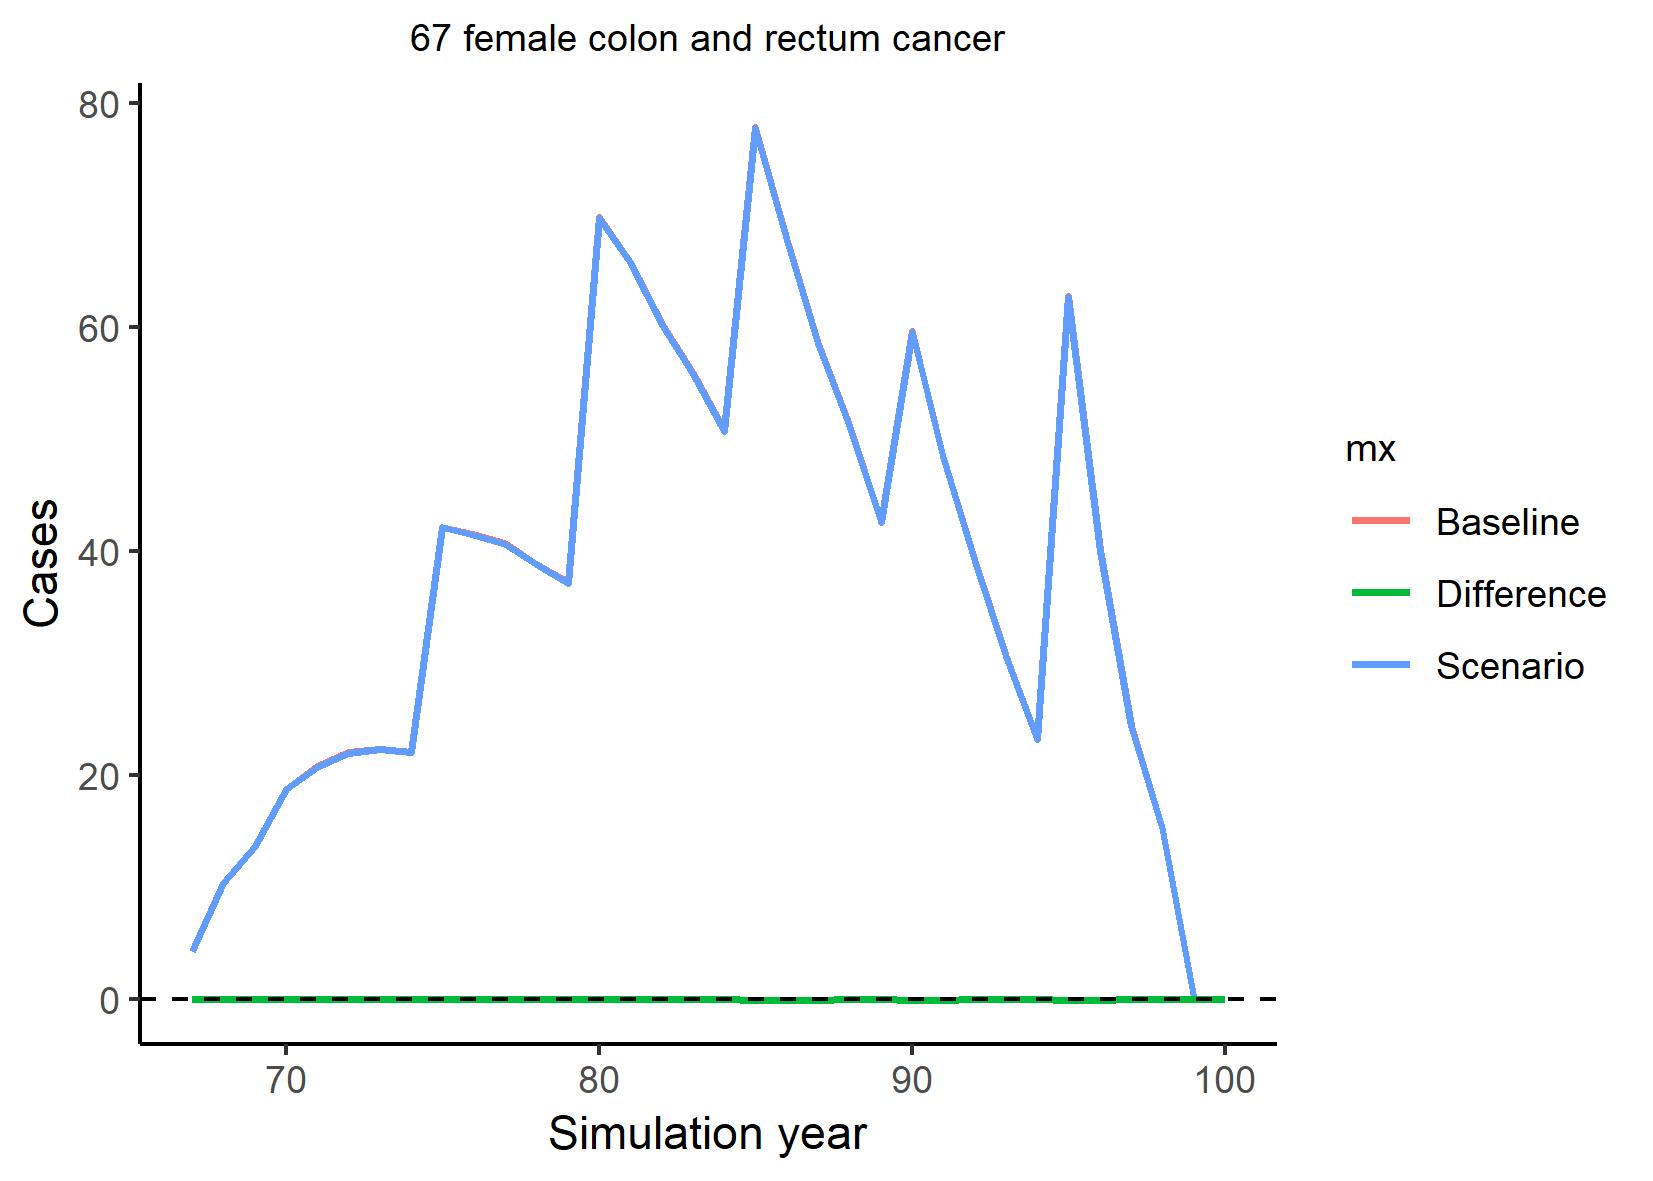 67 female colon and rectum cancer
80
60
40
20
0
Cases
70
80
90
100
Simulation year
mx
Baseline
Difference
Scenario